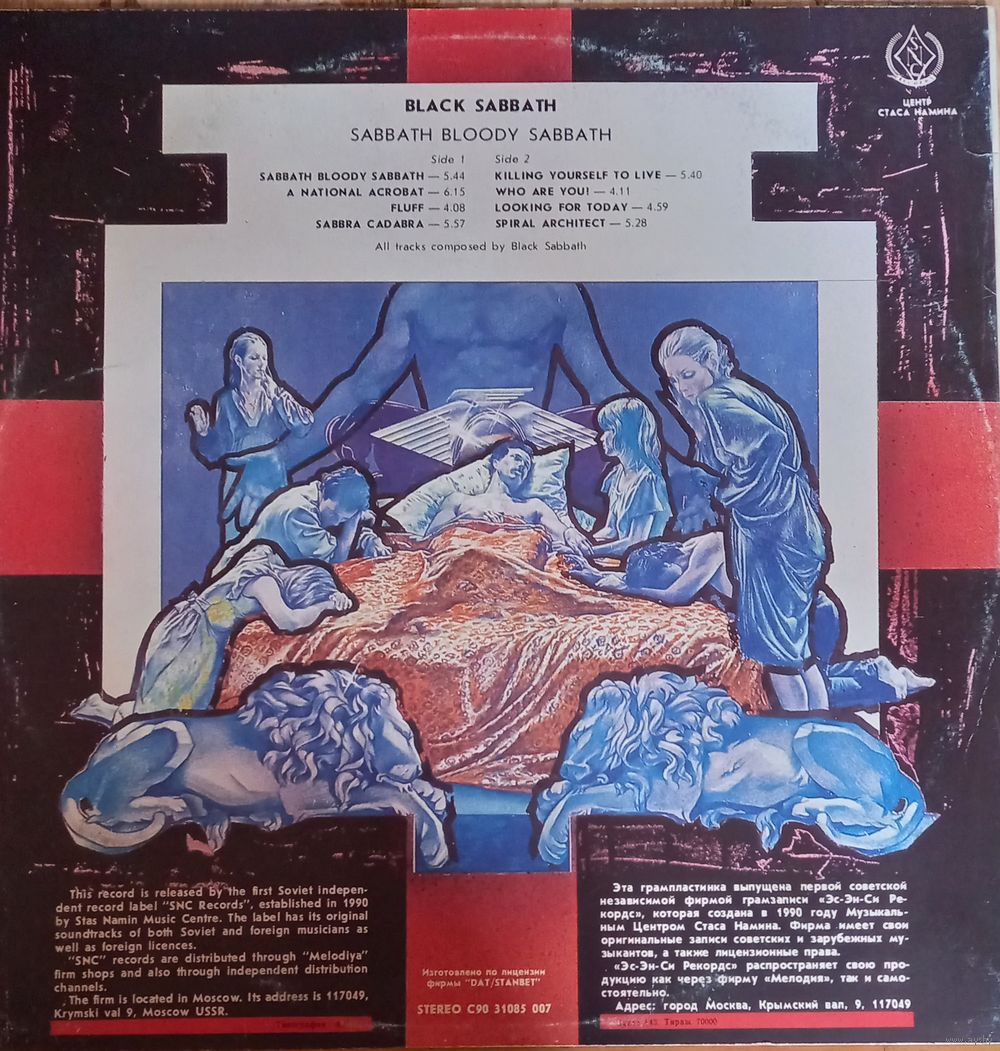 SNC
ЦЕНТР
СТАСА НАМИНА
BLACK SABBATH
SABBATH BLOODY SABBATH
Side 1 Side 2
SABBATH BLOODY SABBATH — 5.44 KILLING YOURSELF TO LIVE — 5.40
A NATIONAL ACROBAT — 6.15 WHO ARE YOU! — 4.11
FLUFF — 4.08 LOOKING FOR TODAY — 4.59
SABBRA CADABRA — 5.57 SPIRAL ARCHITECT — 5.28
All tracks composed by Black Sabbath
This record is released by the first Soviet indepen-
dent record label "SNC Records", established in 1990
by Stas Namin Music Centre. The label has its original
soundtracks of both Soviet and foreign musicians as
well as foreign licences.
"SNC" records are distributed through "Melodiya"
firm shops and also through independent distribution
channels.
The firm is located in Moscow. Its address is 117049,
Krymski val 9, Moscow USSR.
Изготовлено по лицензии
фирмы "DAT/STANBET"
STEREO С90 31085 007
Эта грампластинка выпущена первой советской
независимой фирмой грамзаписи «Эс-Эн-Си Ре-
кордс», которая создана в 1990 году Музыкаль-
ным Центром Стаса Намина. Фирма имеет свои
оригинальные записи советских и зарубежных му-
зыкантов, а также лицензионные права.
«Эс-Эн-Си Рекордс» распространяет свою про-
дукцию как через фирму «Мелодия», так и само-
стоятельно.
Адрес: город Москва, Крымский вал, 9, 117049
Тираж 70000